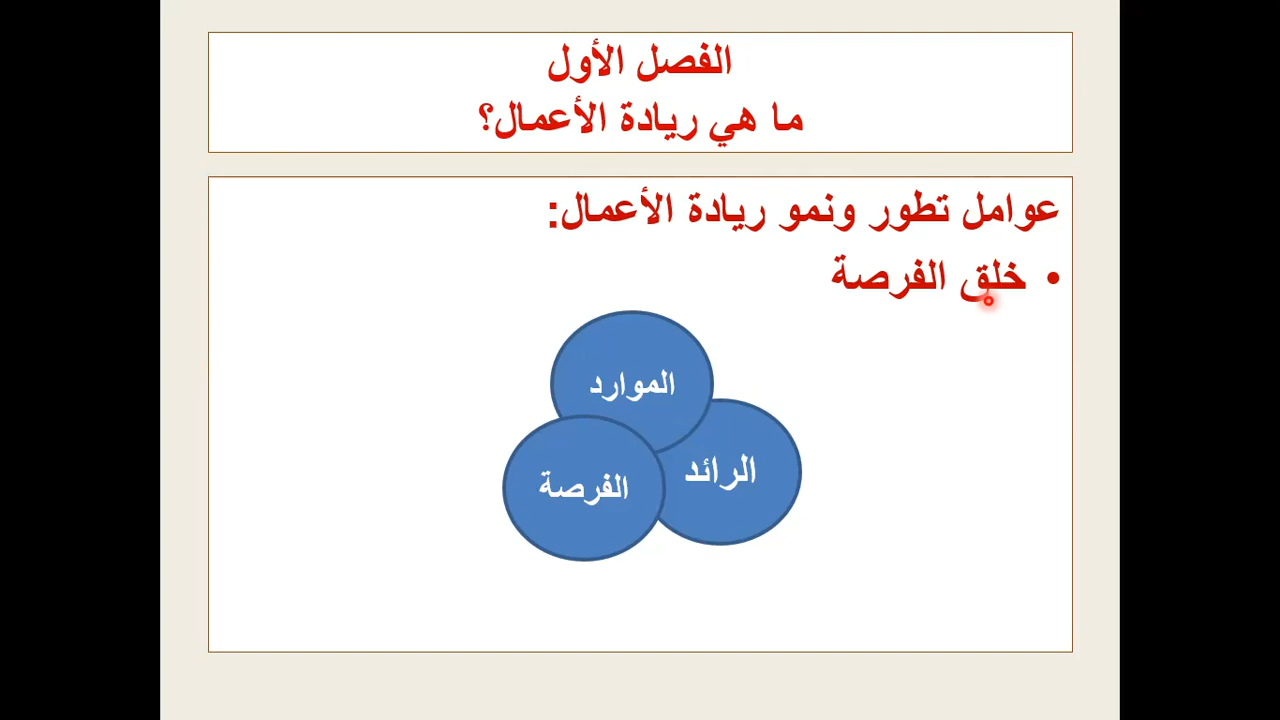 الفصل الأول
ما هي ريادة الأعمال؟
عوامل تطور ونمو ريادة الأعمال:
• خلق الفرصة
الموارد
الرائد
الفرصة